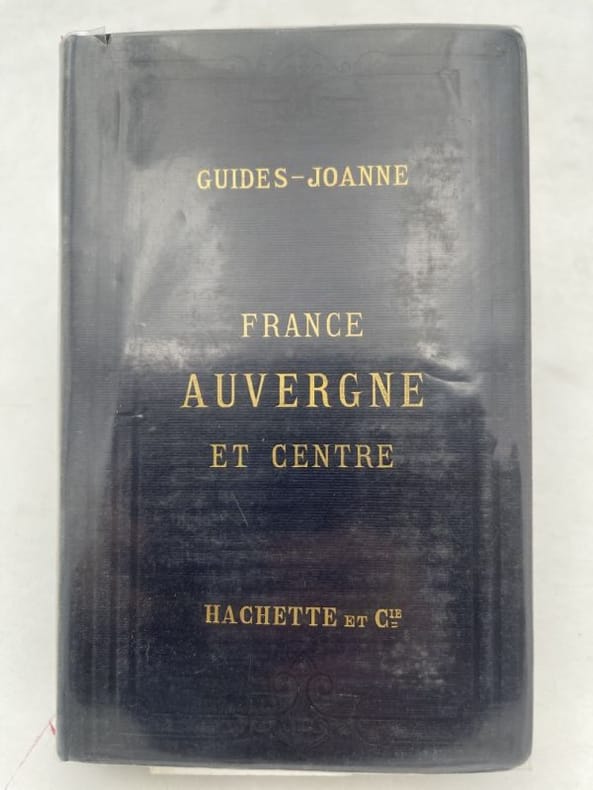 GUIDES-JOANNE
FRANCE
AUVERGNE
ET CENTRE
HACHETTE ET CIE